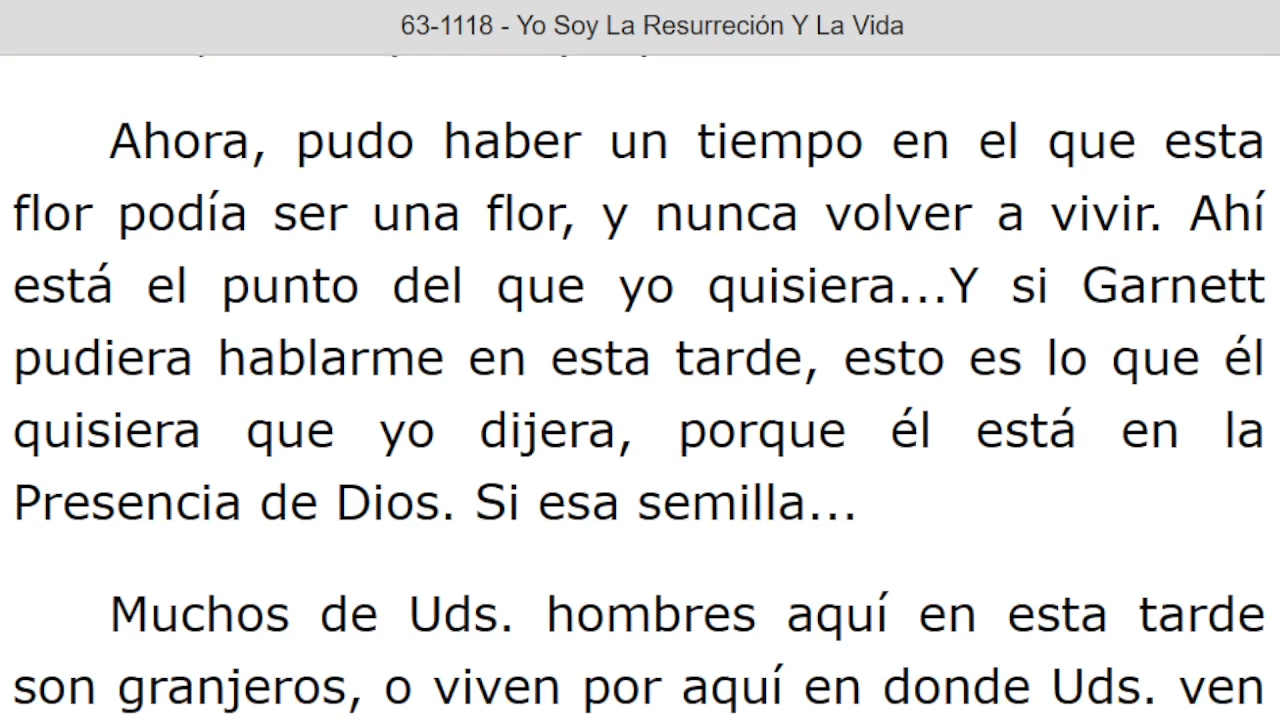 63-1118 - Yo Soy La Resurreción Y La Vida
Ahora, pudo haber un tiempo en el que esta
flor podía ser una flor, y nunca volver a vivir. Ahí
está el punto del que yo quisiera...Y si Garnett
pudiera hablarme en esta tarde, esto es lo que él
quisiera que yo dijera, porque él está en la
Presencia de Dios. Si esa semilla...
Muchos de Uds. hombres aquí en esta tarde
son granjeros, o viven por aquí en donde Uds. ven